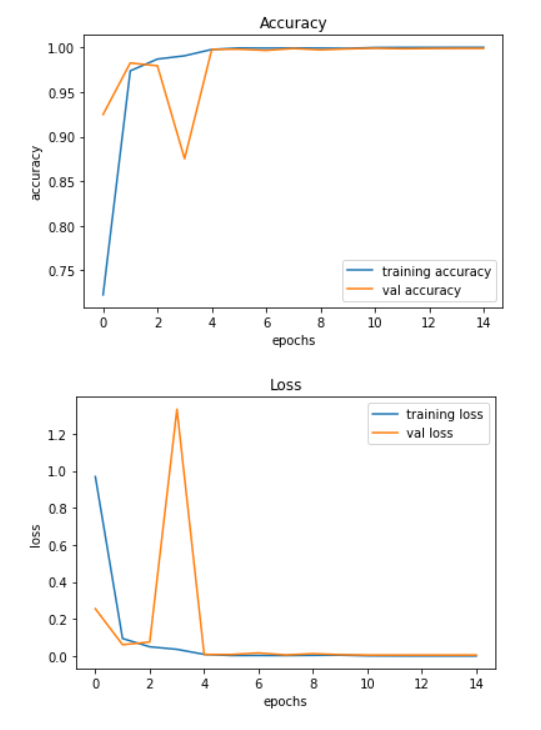 Accuracy
1.00
0.95
0.90
0.85
0.80
0.75
accuracy
training accuracy
val accuracy
0 2 4 6 8 10 12 14
epochs
Loss
training loss
val loss
1.2
1.0
0.8
0.6
0.4
0.2
0.0
loss
0 2 4 6 8 10 12 14
epochs